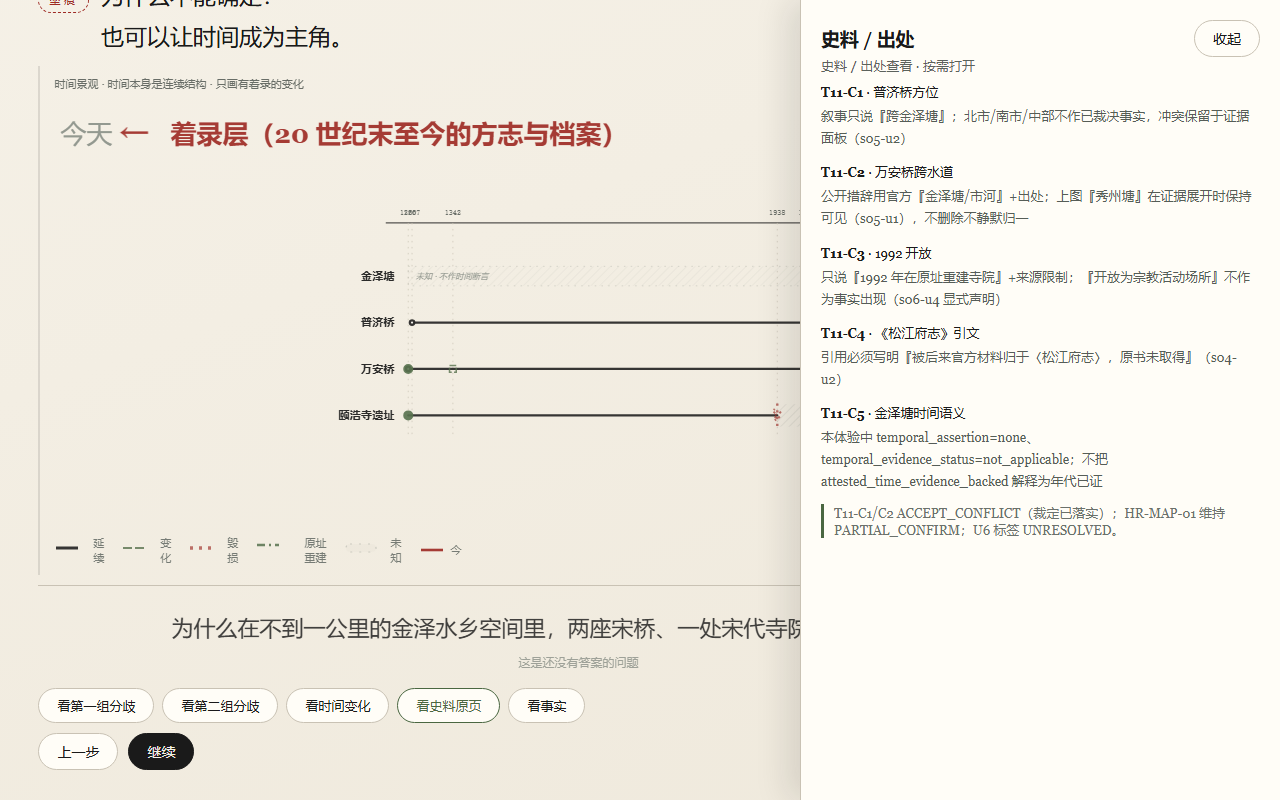 为什么不能确定?
也可以让时间成为主角。
时间景观 · 时间本身是连续结构 · 只画有着录的变化
今天 ← 着录层（20 世纪末至今的方志与档案）
1343
1938
金泽塘
未知 · 不作时间断言
普济桥
万安桥
颐浩寺遗址
延续
变化
毁损
原址重建
未知
今
为什么在不到一公里的金泽水乡空间里，两座宋桥、一处宋代寺院
这是还没有答案的问题
看第一组分歧
看第二组分歧
看时间变化
看史料原页
看事实
上一步
继续
史料 / 出处
收起
史料 / 出处查看 · 按需打开
T11-C1 · 普济桥方位
叙事只说『跨金泽塘』；北市/南市/中部不作已裁决事实，冲突保留于证据
面板（s05-u2）
T11-C2 · 万安桥跨水道
公开措辞用官方『金泽塘/市河』+出处；上图『秀州塘』在证据展开时保持
可见（s05-u1），不删除不静默归一
T11-C3 · 1992 开放
只说『1992 年在原址重建寺院』+来源限制；『开放为宗教活动场所』不作
为事实出现（s06-u4 显式声明）
T11-C4 · 《松江府志》引文
引用必须写明『被后来官方材料归于〈松江府志〉，原书未取得』（s04-
u2）
T11-C5 · 金泽塘时间语义
本体验中 temporal_assertion=none、
temporal_evidence_status=not_applicable；不把
attested_time_evidence_backed 解释为年代已证
T11-C1/C2 ACCEPT_CONFLICT（裁定已落实）；HR-MAP-01 维持
PARTIAL_CONFIRM；U6 标签 UNRESOLVED。